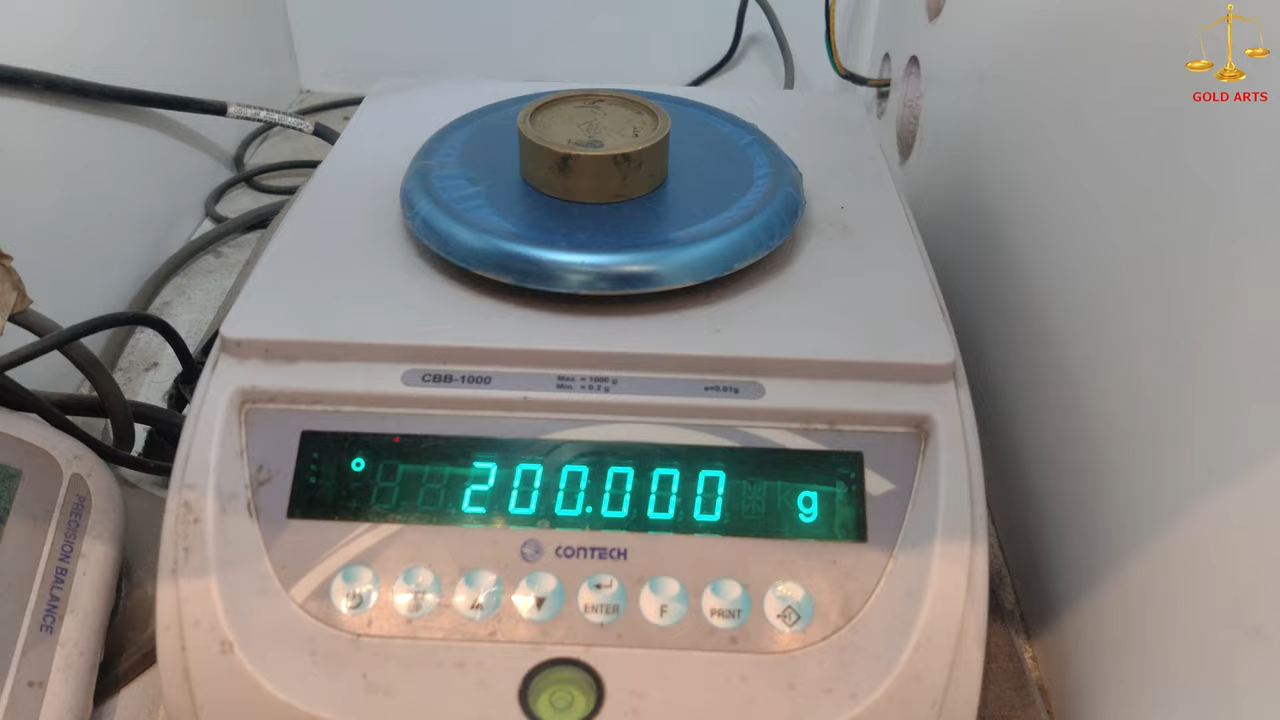 GOLD ARTS
CBB-1000
Max. = 1000 g
Min. = 0.2 g
e=0.01g
200.000 g
CONTECH
ENTER
F
PRINT
PRECISION BALANCE